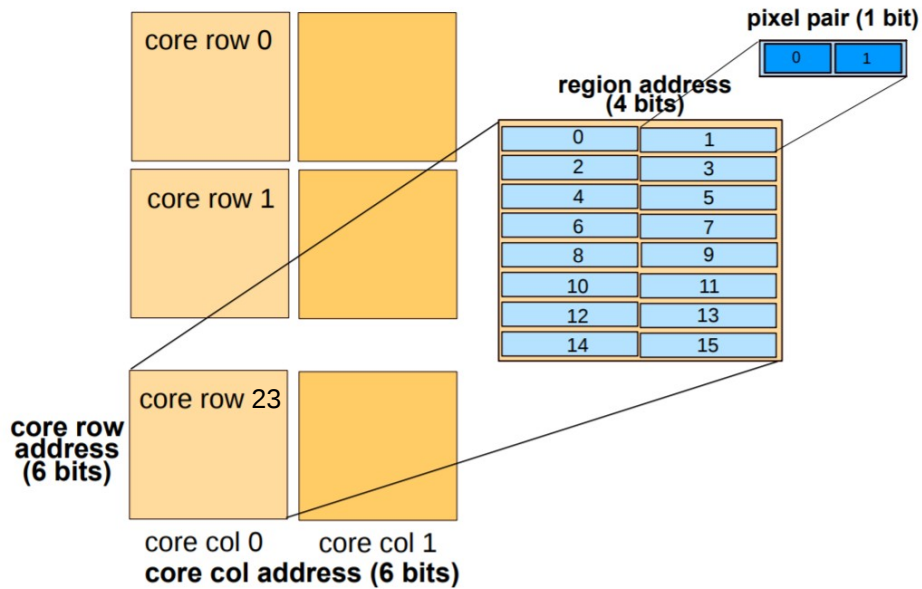 core row 0
pixel pair (1 bit)
0 1
region address
(4 bits)
0 1
2 3
4 5
6 7
8 9
10 11
12 13
14 15
core row 1
core row 23
core row
address
(6 bits)
core col 0 core col 1
core col address (6 bits)